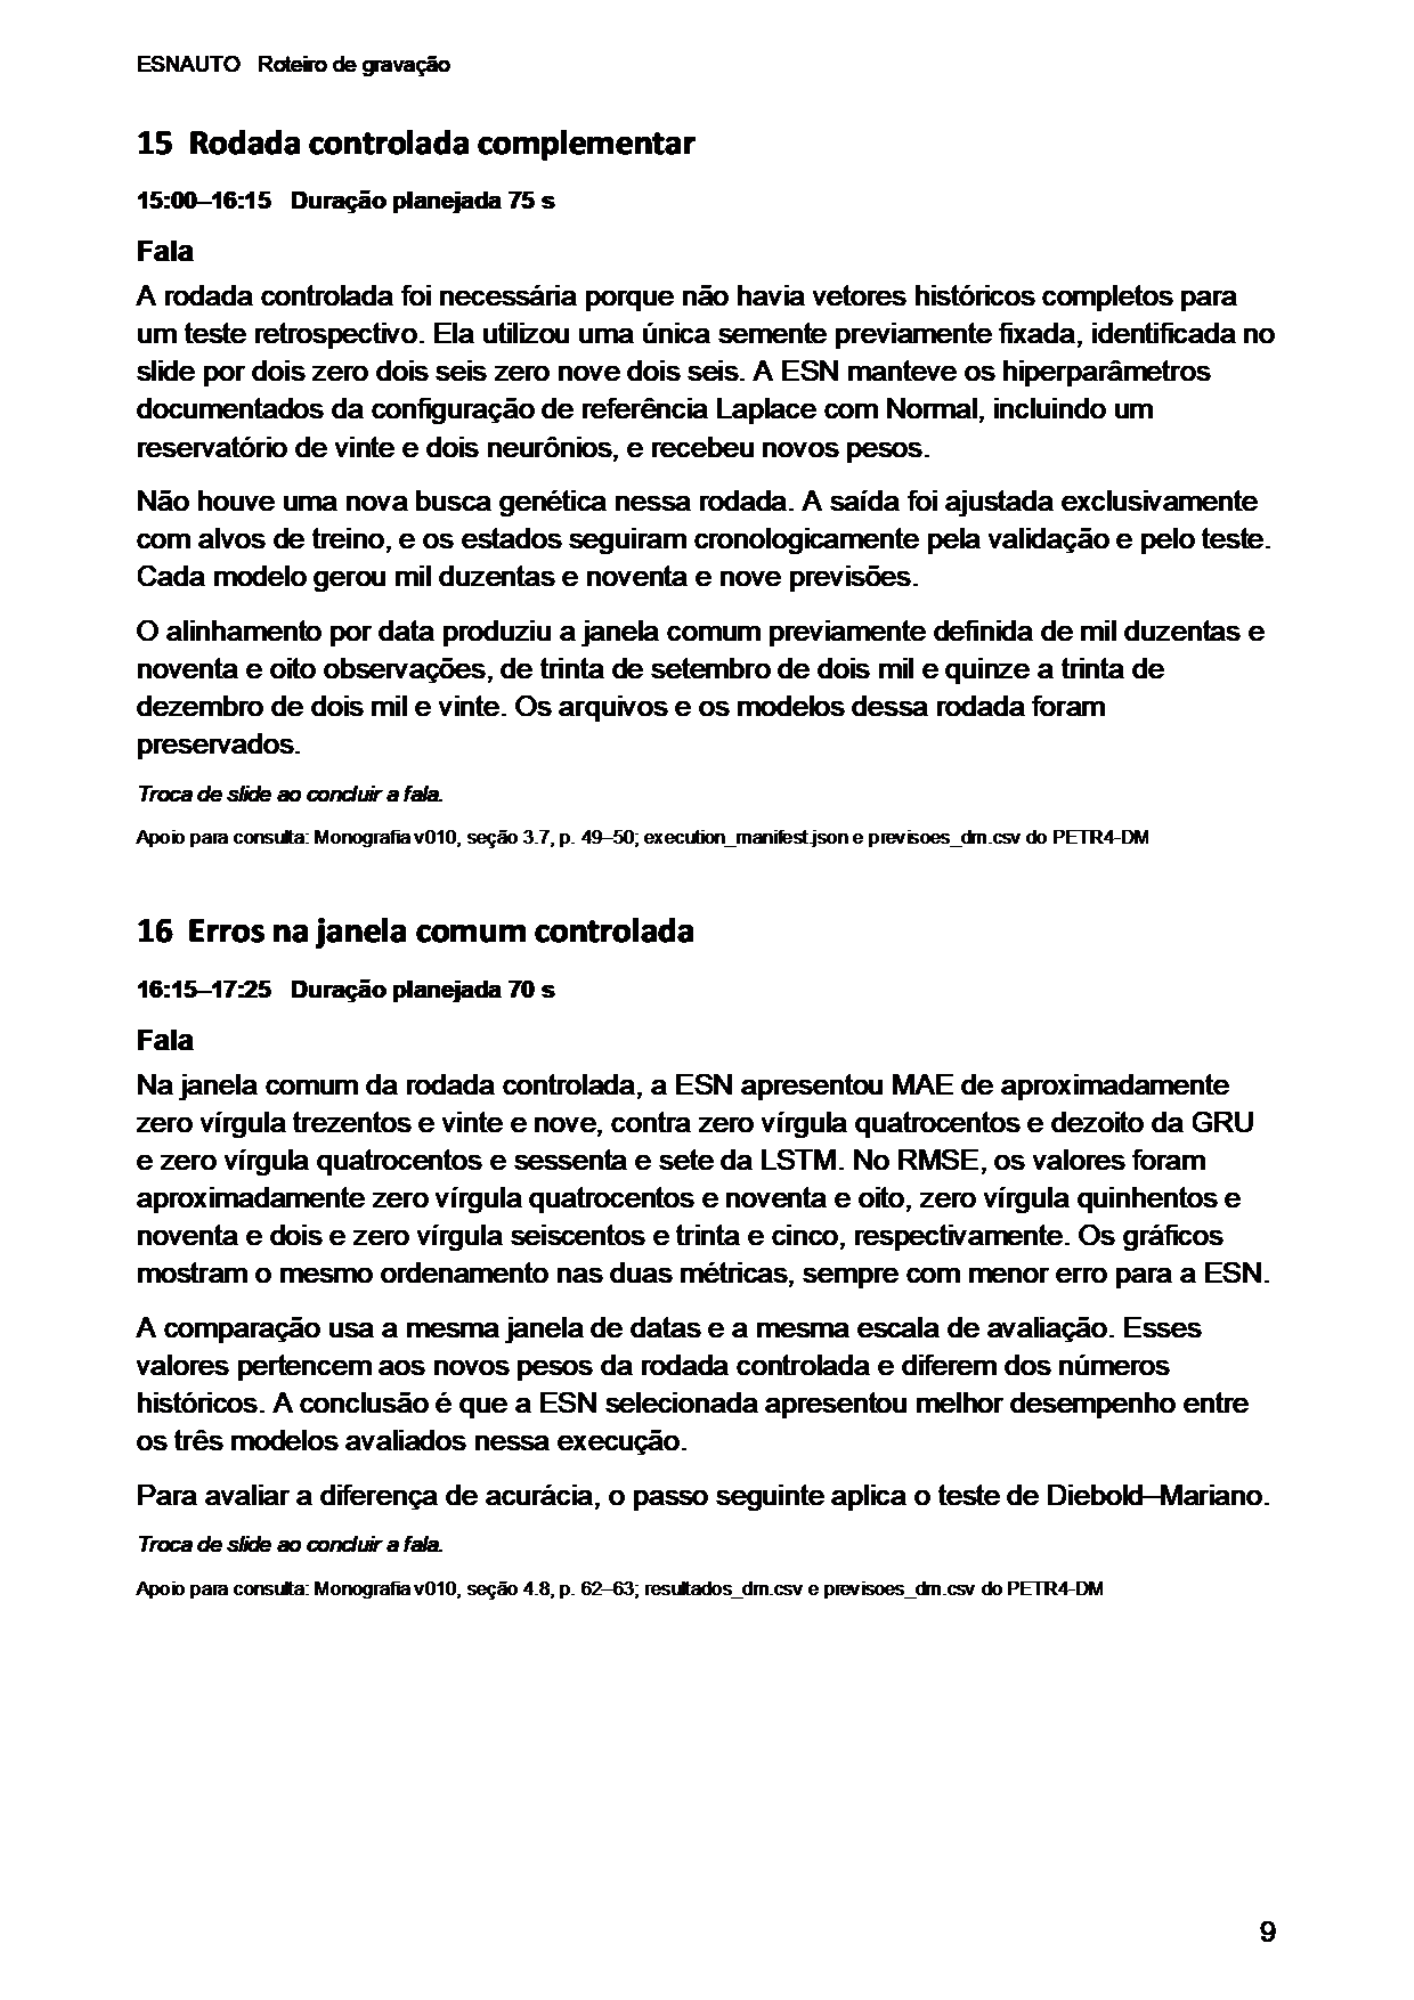 ESNAUTO Roteiro de gravação
15 Rodada controlada complementar
15:00–16:15 Duração planejada 75 s
Fala
A rodada controlada foi necessária porque não havia vetores históricos completos para
um teste retrospectivo. Ela utilizou uma única semente previamente fixada, identificada no
slide por dois zero dois seis zero nove dois seis. A ESN manteve os hiperparâmetros
documentados da configuração de referência Laplace com Normal, incluindo um
reservatório de vinte e dois neurônios, e recebeu novos pesos.
Não houve uma nova busca genética nessa rodada. A saída foi ajustada exclusivamente
com alvos de treino, e os estados seguiram cronologicamente pela validação e pelo teste.
Cada modelo gerou mil duzentas e noventa e nove previsões.
O alinhamento por data produziu a janela comum previamente definida de mil duzentas e
noventa e oito observações, de trinta de setembro de dois mil e quinze a trinta de
dezembro de dois mil e vinte. Os arquivos e os modelos dessa rodada foram
preservados.
Troca de slide ao concluir a fala.
Apoio para consulta: Monografia v010, seção 3.7, p. 49–50; execution_manifest.json e previsoes_dm.csv do PETR4-DM
16 Erros na janela comum controlada
16:15–17:25 Duração planejada 70 s
Fala
Na janela comum da rodada controlada, a ESN apresentou MAE de aproximadamente
zero vírgula trezentos e vinte e nove, contra zero vírgula quatrocentos e dezoito da GRU
e zero vírgula quatrocentos e sessenta e sete da LSTM. No RMSE, os valores foram
aproximadamente zero vírgula quatrocentos e noventa e oito, zero vírgula quinhentos e
noventa e dois e zero vírgula seiscentos e trinta e cinco, respectivamente. Os gráficos
mostram o mesmo ordenamento nas duas métricas, sempre com menor erro para a ESN.
A comparação usa a mesma janela de datas e a mesma escala de avaliação. Esses
valores pertencem aos novos pesos da rodada controlada e diferem dos números
históricos. A conclusão é que a ESN selecionada apresentou melhor desempenho entre
os três modelos avaliados nessa execução.
Para avaliar a diferença de acurácia, o passo seguinte aplica o teste de Diebold–Mariano.
Troca de slide ao concluir a fala.
Apoio para consulta: Monografia v010, seção 4.8, p. 62–63; resultados_dm.csv e previsoes_dm.csv do PETR4-DM
9